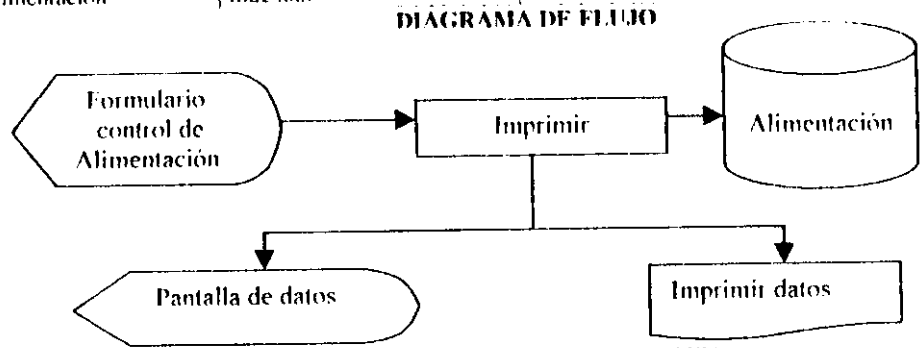 DIAGRAMA DE FLUJO
Formulario
control de
Alimentación
Imprimir
Alimentación
Pantalla de datos
Imprimir datos